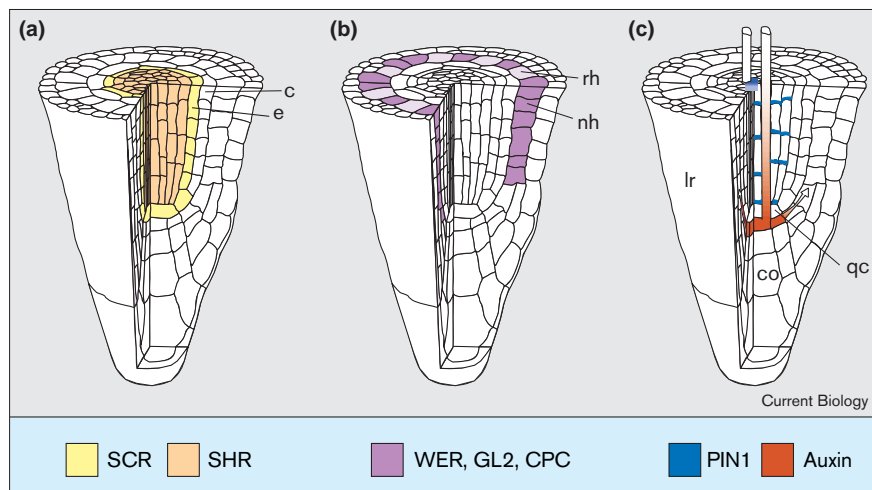 (a)
c
e
(b)
rh
nh
(c)
lr
co
qc
Current Biology
SCR SHR WER, GL2, CPC PIN1 Auxin